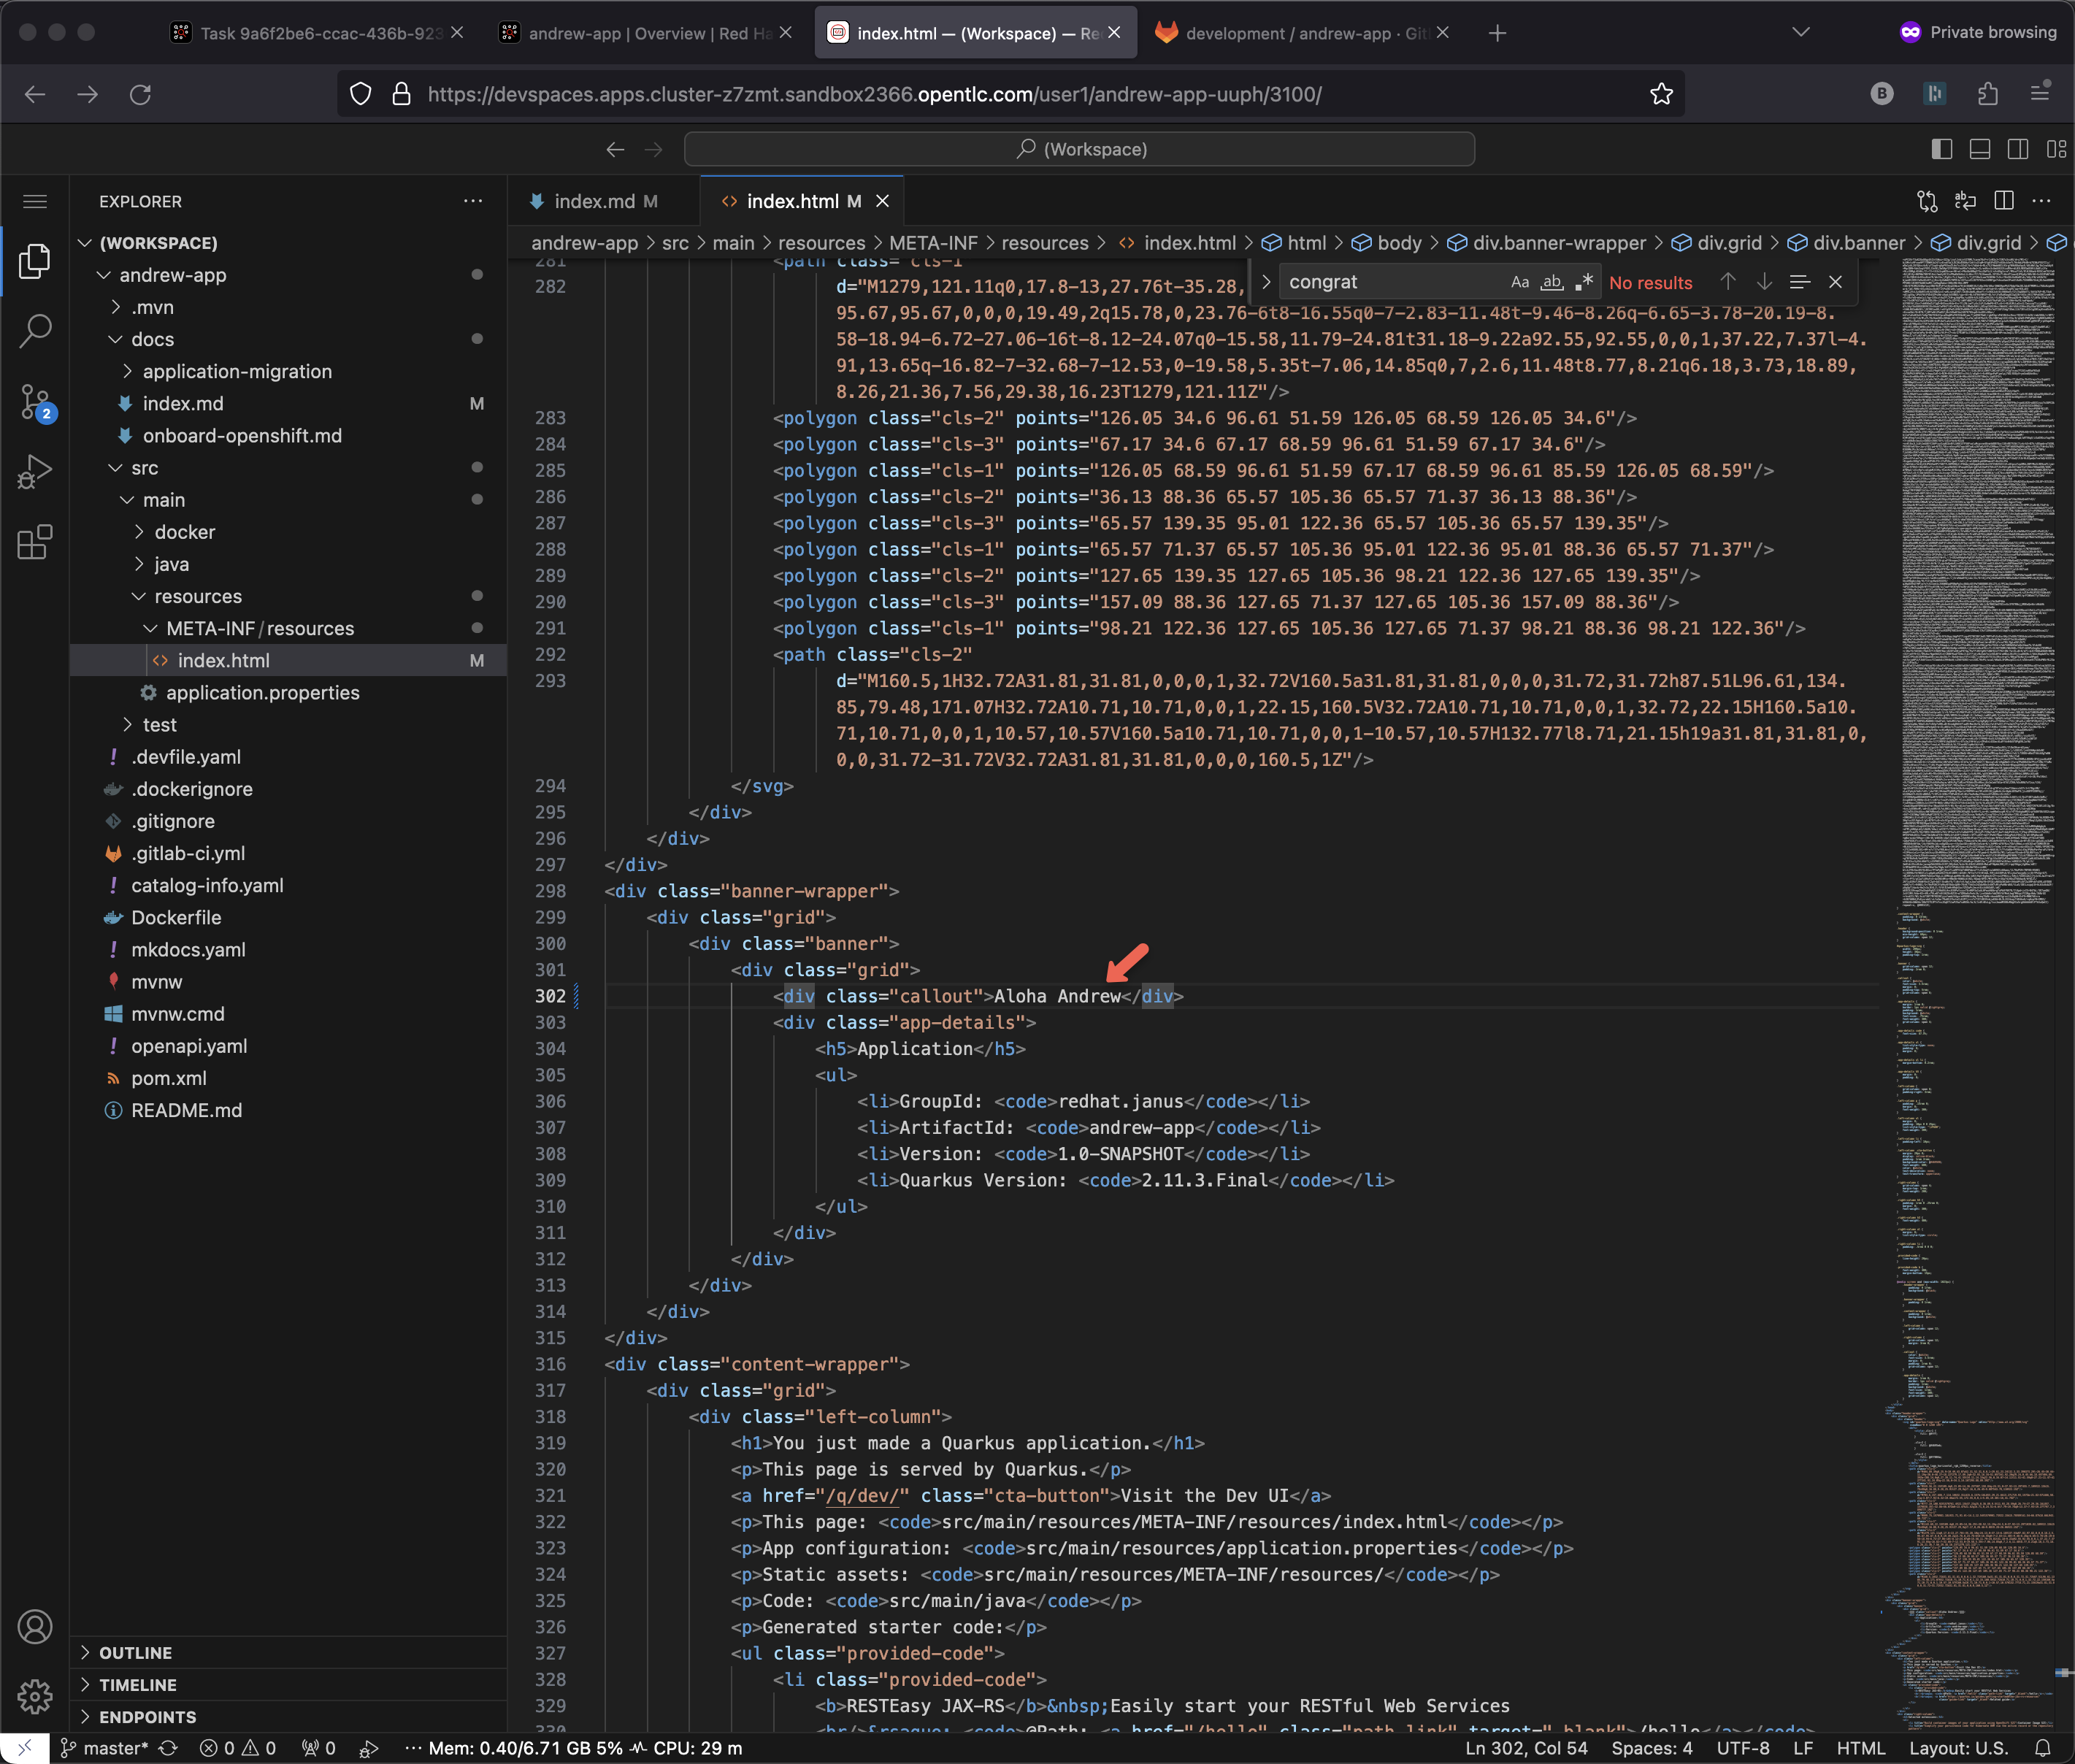 Task 9a6f2be6-ccac-436b-923
andrew-app | Overview | Red Ha
index.html — (Workspace) — Re
development / andrew-app · Git
Private browsing
https://devspaces.apps.cluster-z7zmt.sandbox2366.opentlc.com/user1/andrew-app-uuph/3100/
B
(Workspace)
EXPLORER
index.md M
index.html M
(WORKSPACE)
andrew-app > src > main > resources > META-INF > resources > index.html > html > body > div.banner-wrapper > div.grid > div.banner > div.grid >
andrew-app
.mvn
docs
application-migration
index.md M
onboard-openshift.md
src
main
docker
java
resources
META-INF/resources
index.html M
application.properties
test
.devfile.yaml
.dockerignore
.gitignore
.gitlab-ci.yml
catalog-info.yaml
Dockerfile
mkdocs.yaml
mvnw
mvnw.cmd
openapi.yaml
pom.xml
README.md
2
OUTLINE
TIMELINE
ENDPOINTS
congrat Aa ab .* No results
281 <path class="cls-1"
282 d="M1279,121.11q0,17.8-13,27.76t-35.28,
95.67,95.67,0,0,0,19.49,2q15.78,0,23.76-6t8-16.55q0-7-2.83-11.48t-9.46-8.26q-6.65-3.78-20.19-8.
58-18.94-6.72-27.06-16t-8.12-24.07q0-15.58,11.79-24.81t31.18-9.22a92.55,92.55,0,0,1,37.22,7.37l-4.
91,13.65q-16.82-7-32.68-7-12.53,0-19.58,5.35t-7.06,14.85q0,7,2.6,11.48t8.77,8.21q6.18,3.73,18.89,
8.26,21.36,7.56,29.38,16.23T1279,121.11Z"/>
283 <polygon class="cls-2" points="126.05 34.6 96.61 51.59 126.05 68.59 126.05 34.6"/>
284 <polygon class="cls-3" points="67.17 34.6 67.17 68.59 96.61 51.59 67.17 34.6"/>
285 <polygon class="cls-1" points="126.05 68.59 96.61 51.59 67.17 68.59 96.61 85.59 126.05 68.59"/>
286 <polygon class="cls-2" points="36.13 88.36 65.57 105.36 65.57 71.37 36.13 88.36"/>
287 <polygon class="cls-3" points="65.57 139.35 95.01 122.36 65.57 105.36 65.57 139.35"/>
288 <polygon class="cls-1" points="65.57 71.37 65.57 105.36 95.01 122.36 95.01 88.36 65.57 71.37"/>
289 <polygon class="cls-2" points="127.65 139.35 127.65 105.36 98.21 122.36 127.65 139.35"/>
290 <polygon class="cls-3" points="157.09 88.36 127.65 71.37 127.65 105.36 157.09 88.36"/>
291 <polygon class="cls-1" points="98.21 122.36 127.65 105.36 127.65 71.37 98.21 88.36 98.21 122.36"/>
292 <path class="cls-2"
293 d="M160.5,1H32.72A31.81,31.81,0,0,0,1,32.72V160.5a31.81,31.81,0,0,0,31.72,31.72h87.51L96.61,134.
85,79.48,171.07H32.72A10.71,10.71,0,0,1,22.15,160.5V32.72A10.71,10.71,0,0,1,32.72,22.15H160.5a10.
71,10.71,0,0,1,10.57,10.57V160.5a10.71,10.71,0,0,1-10.57,10.57H132.77l8.71,21.15h19a31.81,31.81,0,
0,0,31.72-31.72V32.72A31.81,31.81,0,0,0,160.5,1Z"/>
294 </svg>
295 </div>
296 </div>
297 </div>
298 <div class="banner-wrapper">
299 <div class="grid">
300 <div class="banner">
301 <div class="grid">
302 <div class="callout">Aloha Andrew</div>
303 <div class="app-details">
304 <h5>Application</h5>
305 <ul>
306 <li>GroupId: <code>redhat.janus</code></li>
307 <li>ArtifactId: <code>andrew-app</code></li>
308 <li>Version: <code>1.0-SNAPSHOT</code></li>
309 <li>Quarkus Version: <code>2.11.3.Final</code></li>
310 </ul>
311 </div>
312 </div>
313 </div>
314 </div>
315 </div>
316 <div class="content-wrapper">
317 <div class="grid">
318 <div class="left-column">
319 <h1>You just made a Quarkus application.</h1>
320 <p>This page is served by Quarkus.</p>
321 <a href="/q/dev/" class="cta-button">Visit the Dev UI</a>
322 <p>This page: <code>src/main/resources/META-INF/resources/index.html</code></p>
323 <p>App configuration: <code>src/main/resources/application.properties</code></p>
324 <p>Static assets: <code>src/main/resources/META-INF/resources/</code></p>
325 <p>Code: <code>src/main/java</code></p>
326 <p>Generated starter code:</p>
327 <ul class="provided-code">
328 <li class="provided-code">
329 <b>RESTEasy JAX-RS</b>&nbsp;Easily start your RESTful Web Services
330 <br/>&rsaquo; <code>@Path: <a href="/hello" class="path-link" target="_blank">/hello</a></code>
master* 0 0 0 ··· Mem: 0.40/6.71 GB 5% CPU: 29 m
Ln 302, Col 54 Spaces: 4 UTF-8 LF HTML Layout: U.S.